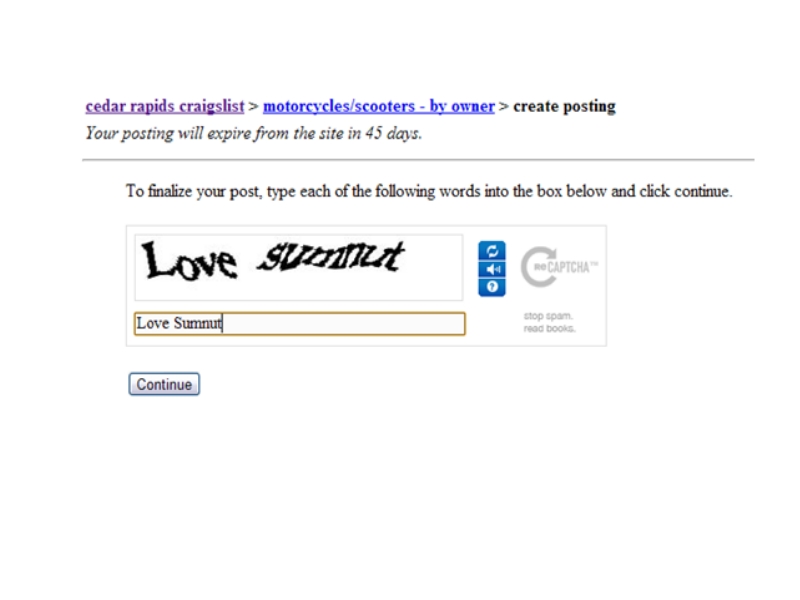 cedar rapids craigslist > motorcycles/scooters - by owner > create posting
Your posting will expire from the site in 45 days.
To finalize your post, type each of the following words into the box below and click continue.
Love sumnut
reCAPTCHA™
Love Sumnut
stop spam.
read books.
Continue